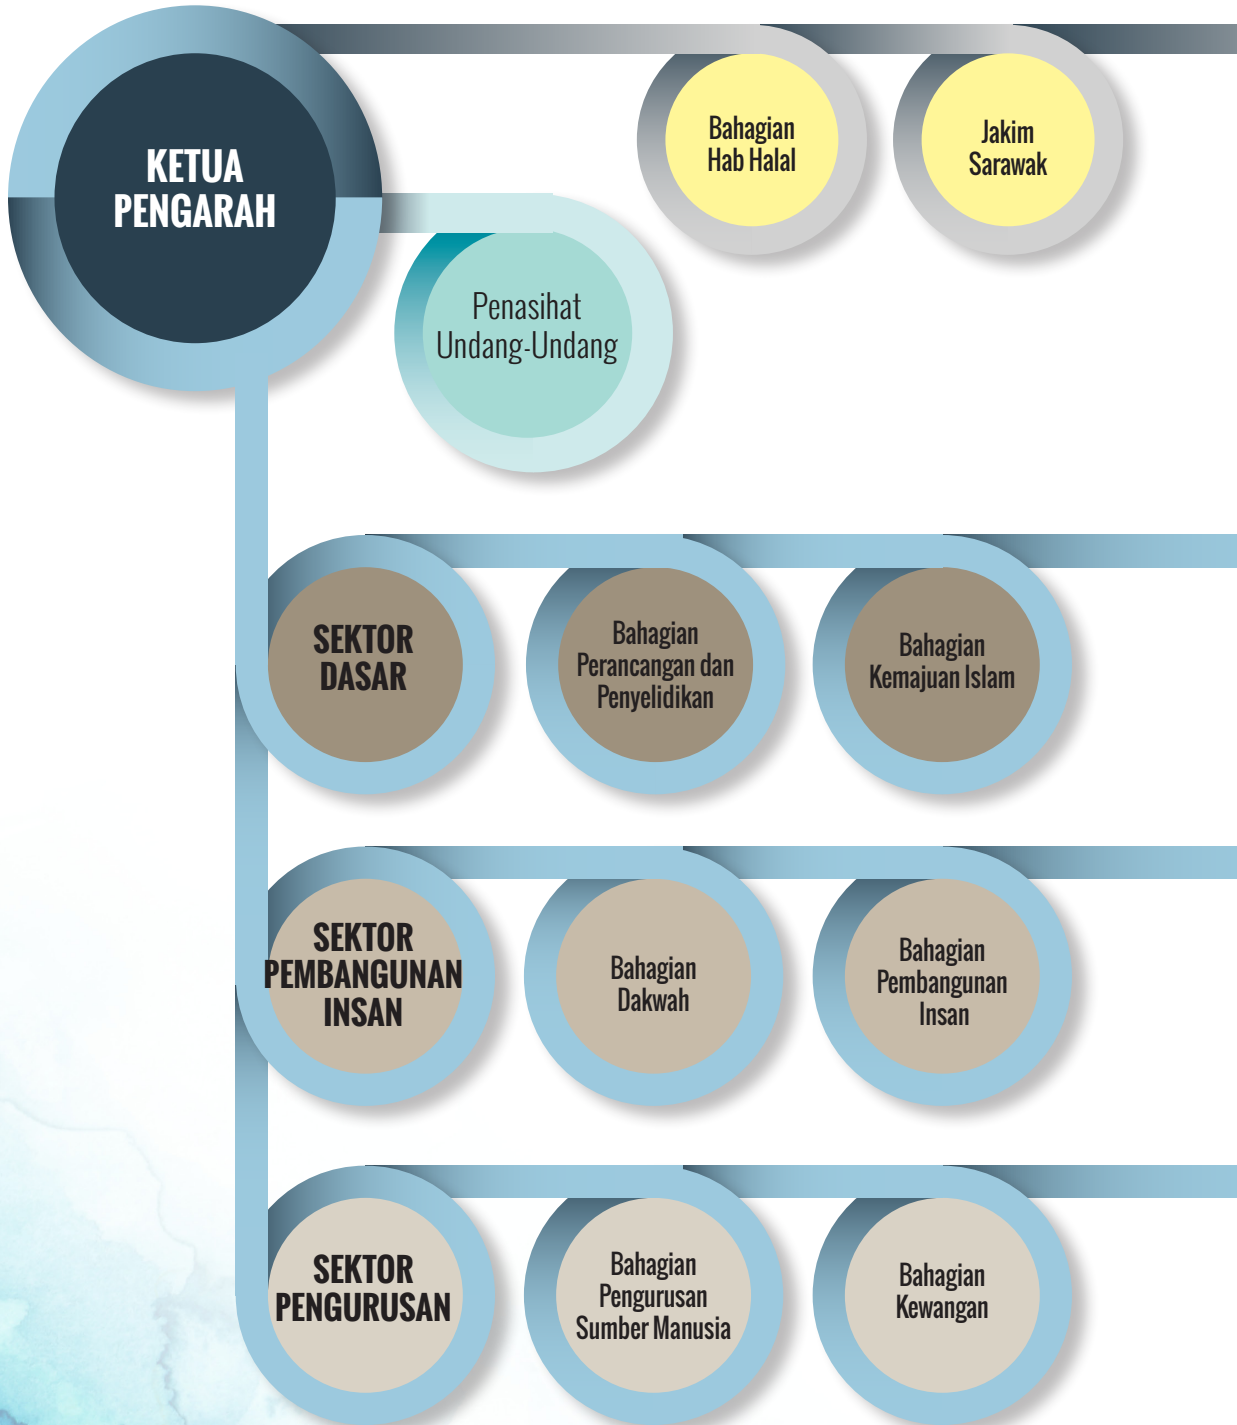 KETUA
PENGARAH
Bahagian
Hab Halal
Jakim
Sarawak
Penasihat
Undang-Undang
SEKTOR
DASAR
Bahagian
Perancangan dan
Penyelidikan
Bahagian
Kemajuan Islam
SEKTOR
PEMBANGUNAN
INSAN
Bahagian
Dakwah
Bahagian
Pembangunan
Insan
SEKTOR
PENGURUSAN
Bahagian
Pengurusan
Sumber Manusia
Bahagian
Kewangan